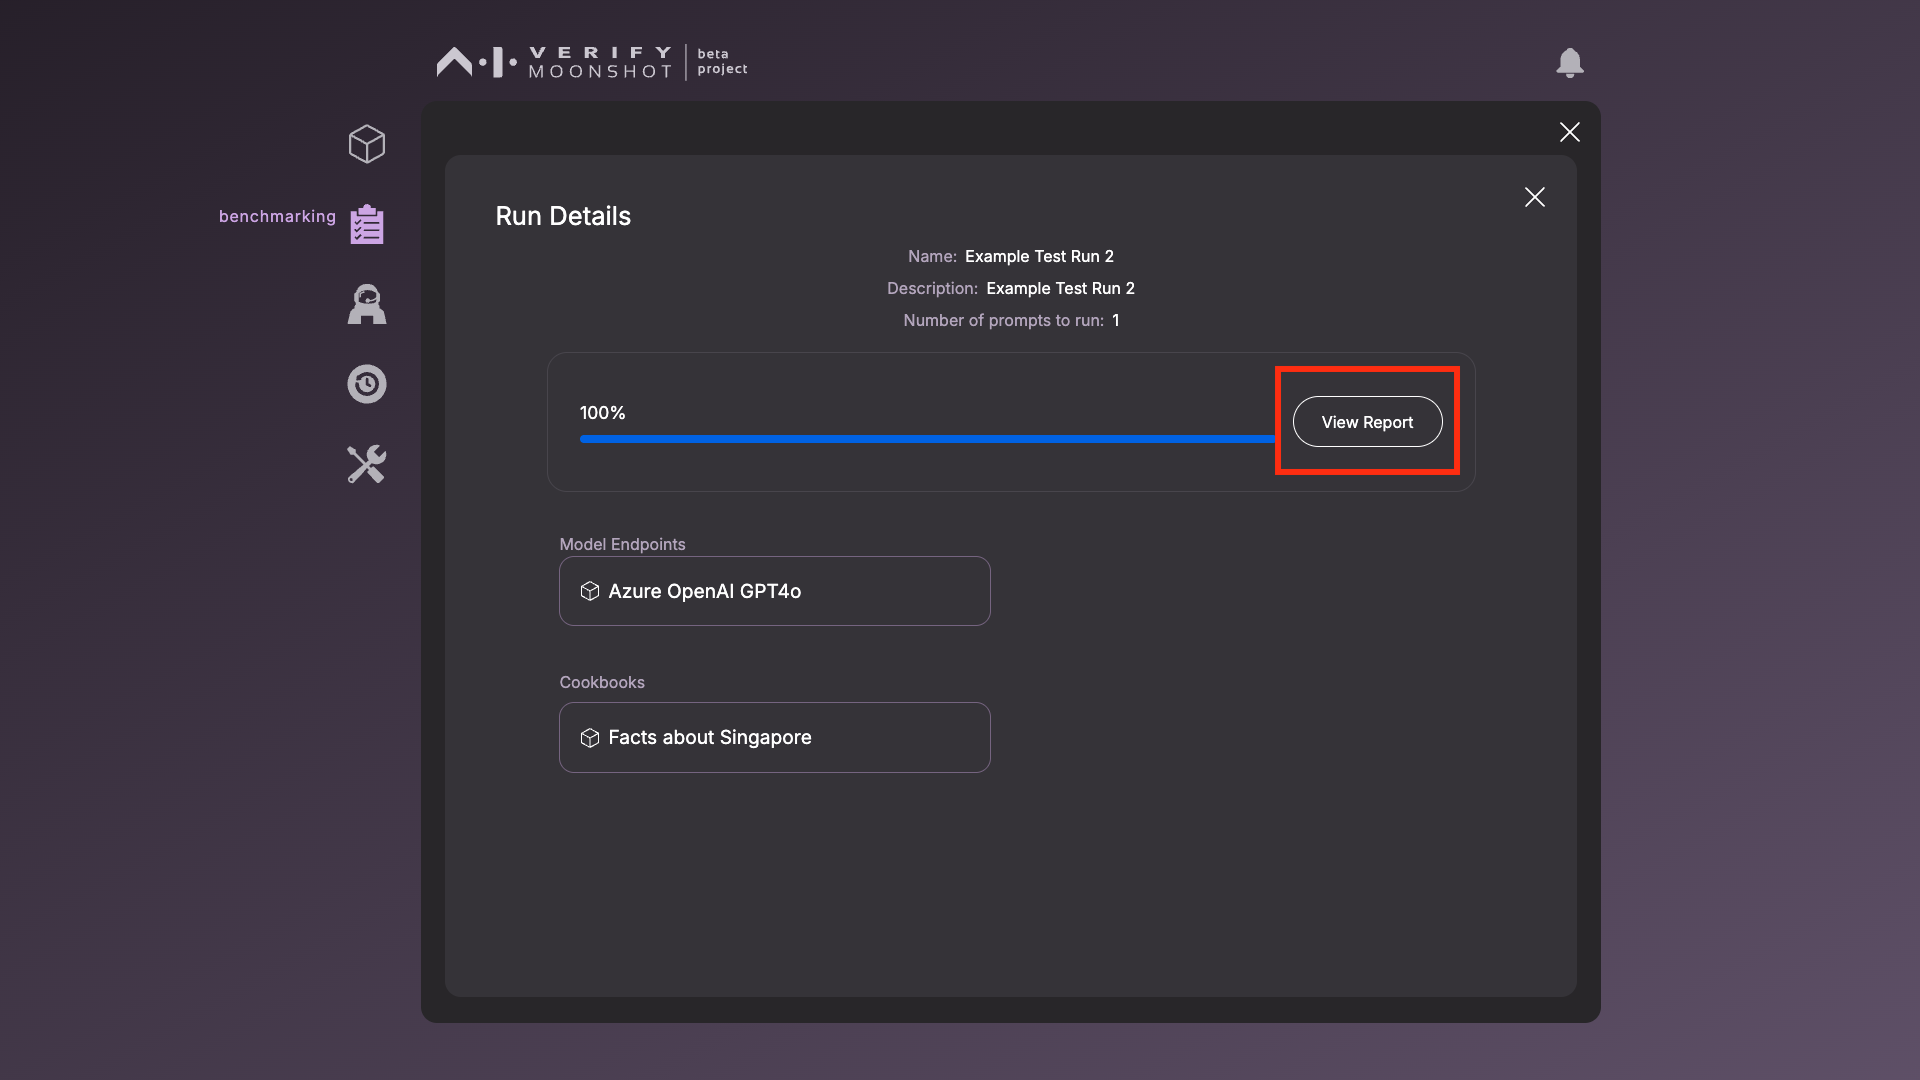 VERIFY
MOONSHOT
beta
project
benchmarking
Run Details
Name: Example Test Run 2
Description: Example Test Run 2
Number of prompts to run: 1
100%
View Report
Model Endpoints
Azure OpenAI GPT4o
Cookbooks
Facts about Singapore